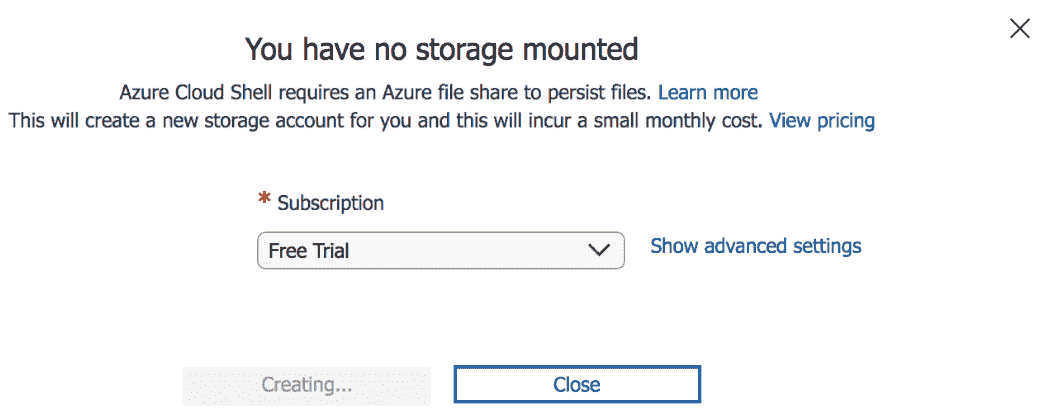 You have no storage mounted
Azure Cloud Shell requires an Azure file share to persist files. Learn more
This will create a new storage account for you and this will incur a small monthly cost. View pricing
* Subscription
Free Trial
Show advanced settings
Creating...
Close